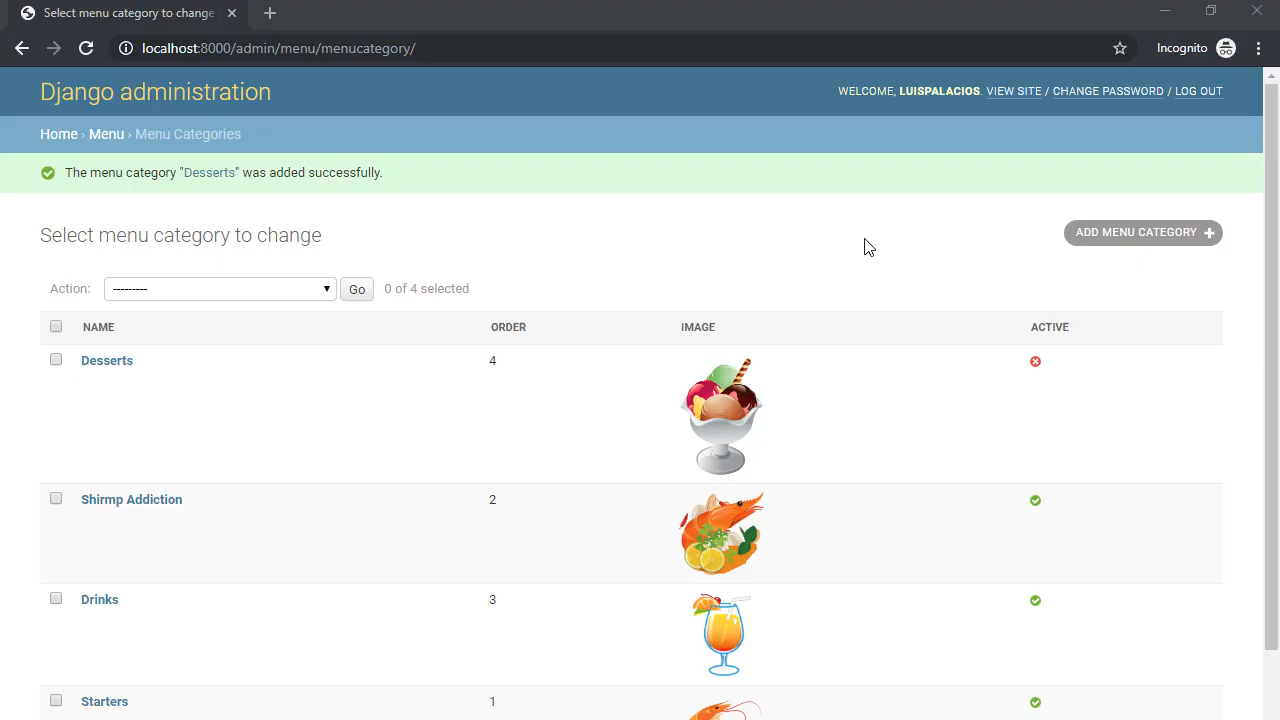 Select menu category to change
localhost:8000/admin/menu/menucategory/
Incognito
Django administration
WELCOME, LUISPALACIOS. VIEW SITE / CHANGE PASSWORD / LOG OUT
Home › Menu › Menu Categories
The menu category "Desserts" was added successfully.
Select menu category to change
ADD MENU CATEGORY
Action: --------- Go 0 of 4 selected
NAME ORDER IMAGE ACTIVE
Desserts 4
Shirmp Addiction 2
Drinks 3
Starters 1